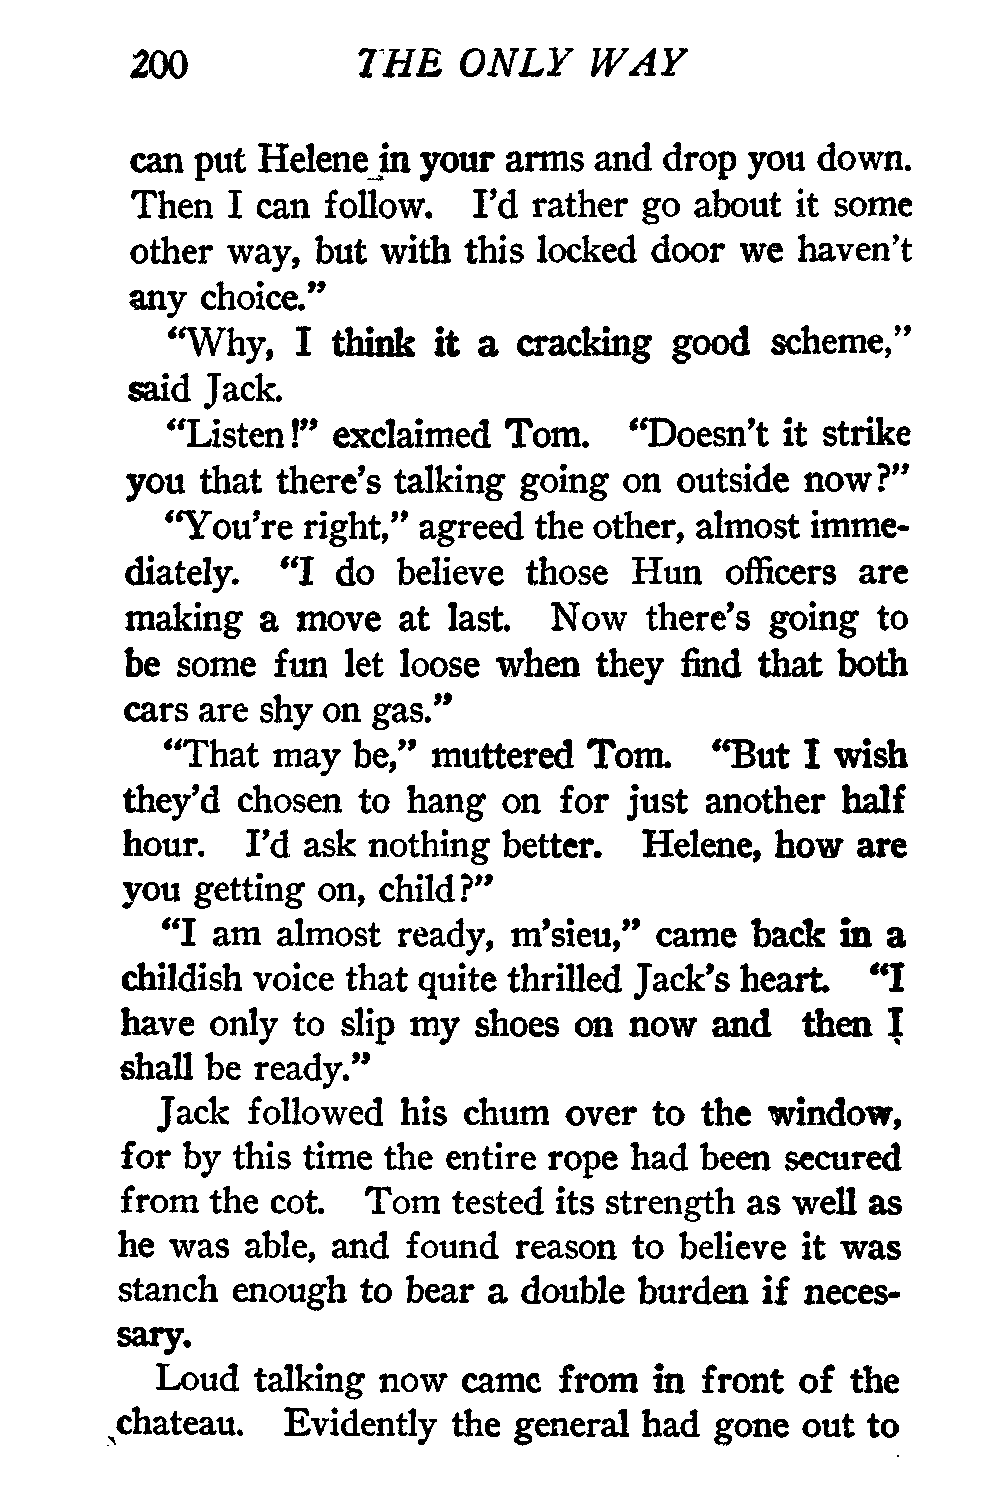 200 THE ONLY WAY
can put Helene in your arms and drop you down.
Then I can follow. I'd rather go about it some
other way, but with this locked door we haven't
any choice."
"Why, I think it a cracking good scheme,"
said Jack.
"Listen!" exclaimed Tom. "Doesn't it strike
you that there's talking going on outside now?"
"You're right," agreed the other, almost imme-
diately. "I do believe those Hun officers are
making a move at last. Now there's going to
be some fun let loose when they find that both
cars are shy on gas."
"That may be," muttered Tom. "But I wish
they'd chosen to hang on for just another half
hour. I'd ask nothing better. Helene, how are
you getting on, child?"
"I am almost ready, m'sieu," came back in a
childish voice that quite thrilled Jack's heart. "I
have only to slip my shoes on now and then I
shall be ready."
Jack followed his chum over to the window,
for by this time the entire rope had been secured
from the cot. Tom tested its strength as well as
he was able, and found reason to believe it was
stanch enough to bear a double burden if neces-
sary.
Loud talking now came from in front of the
chateau. Evidently the general had gone out to